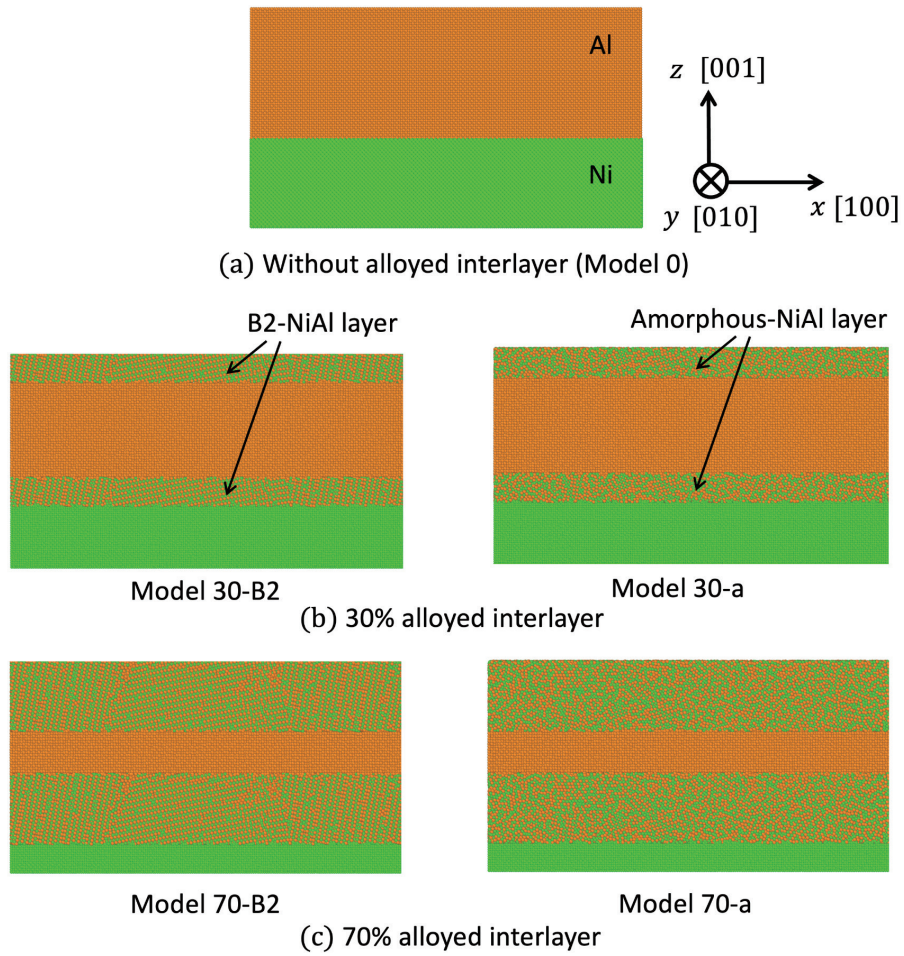 Al
z [001]
Ni
y [010]
x [100]
(a) Without alloyed interlayer (Model 0)
B2-NiAl layer
Amorphous-NiAl layer
Model 30-B2
Model 30-a
(b) 30% alloyed interlayer
Model 70-B2
Model 70-a
(c) 70% alloyed interlayer